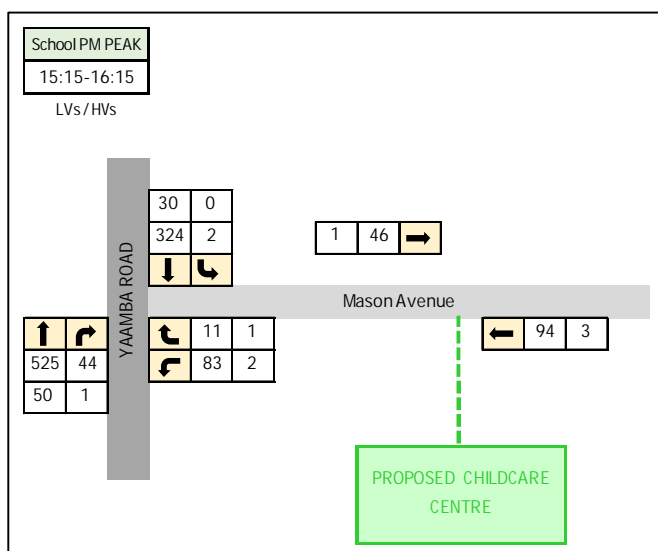 School PM PEAK
15:15-16:15
LVs / HVs
30 0
324 2
1 46
YAAMBA ROAD
Mason Avenue
11 1
94 3
525 44
83 2
50 1
PROPOSED CHILDCARE
CENTRE